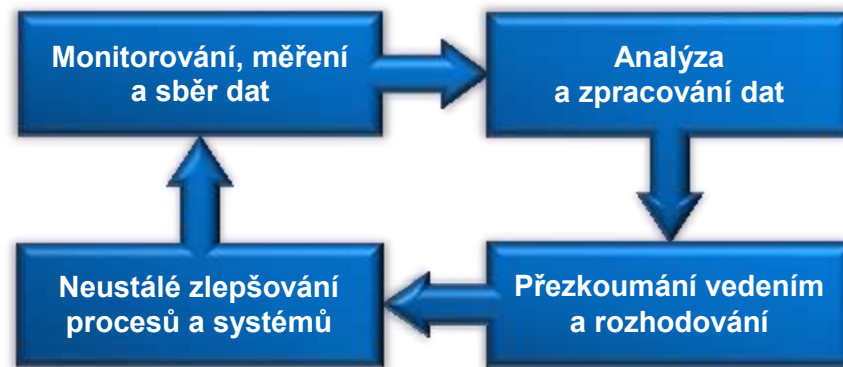 Monitorování, měření
a sběr dat
Analýza
a zpracování dat
Neustálé zlepšování
procesů a systémů
Přezkoumání vedením
a rozhodování